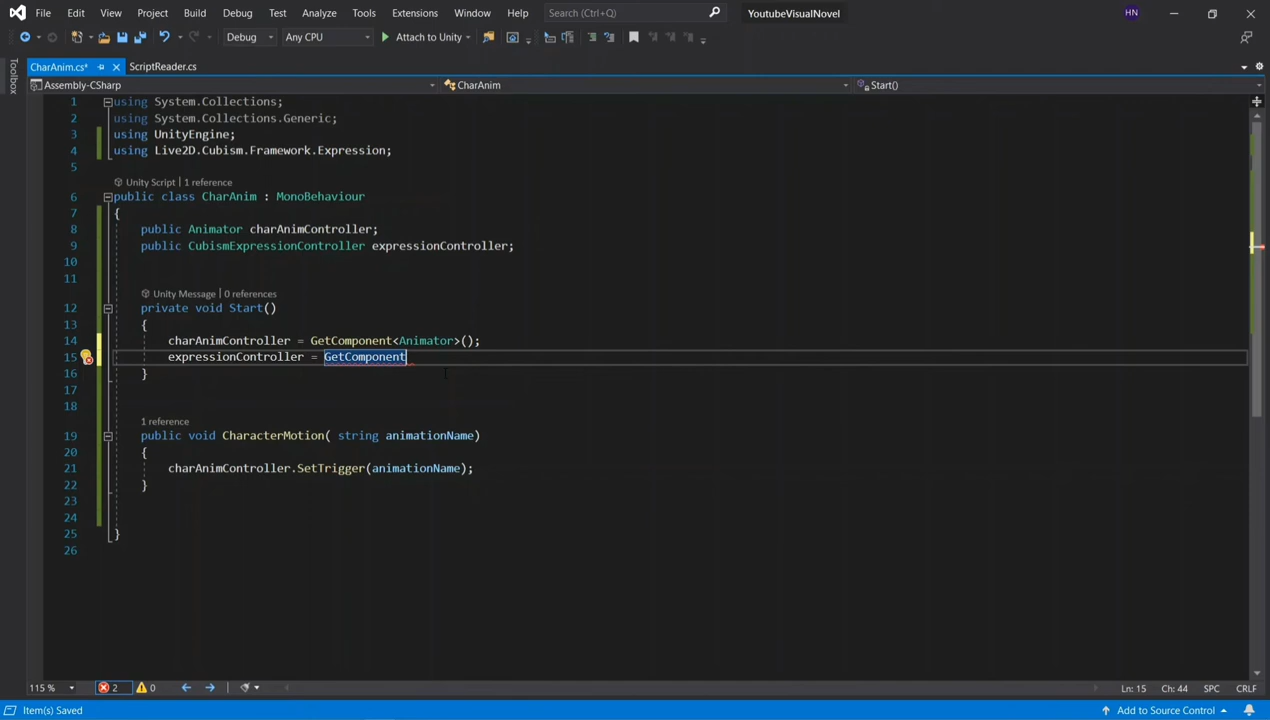 File Edit View Project Build Debug Test Analyze Tools Extensions Window Help Search (Ctrl+Q) YoutubeVisualNovel HN
Debug Any CPU Attach to Unity
Toolbox
CharAnim.cs* ScriptReader.cs
Assembly-CSharp CharAnim Start()
1 using System.Collections;
2 using System.Collections.Generic;
3 using UnityEngine;
4 using Live2D.Cubism.Framework.Expression;
5
Unity Script | 1 reference
6 public class CharAnim : MonoBehaviour
7 {
8 public Animator charAnimController;
9 public CubismExpressionController expressionController;
10
11
Unity Message | 0 references
12 private void Start()
13 {
14 charAnimController = GetComponent<Animator>();
15 expressionController = GetComponent
16 }
17
18
1 reference
19 public void CharacterMotion( string animationName)
20 {
21 charAnimController.SetTrigger(animationName);
22 }
23
24
25 }
26
115 % 2 0 Ln: 15 Ch: 44 SPC CRLF
Item(s) Saved Add to Source Control